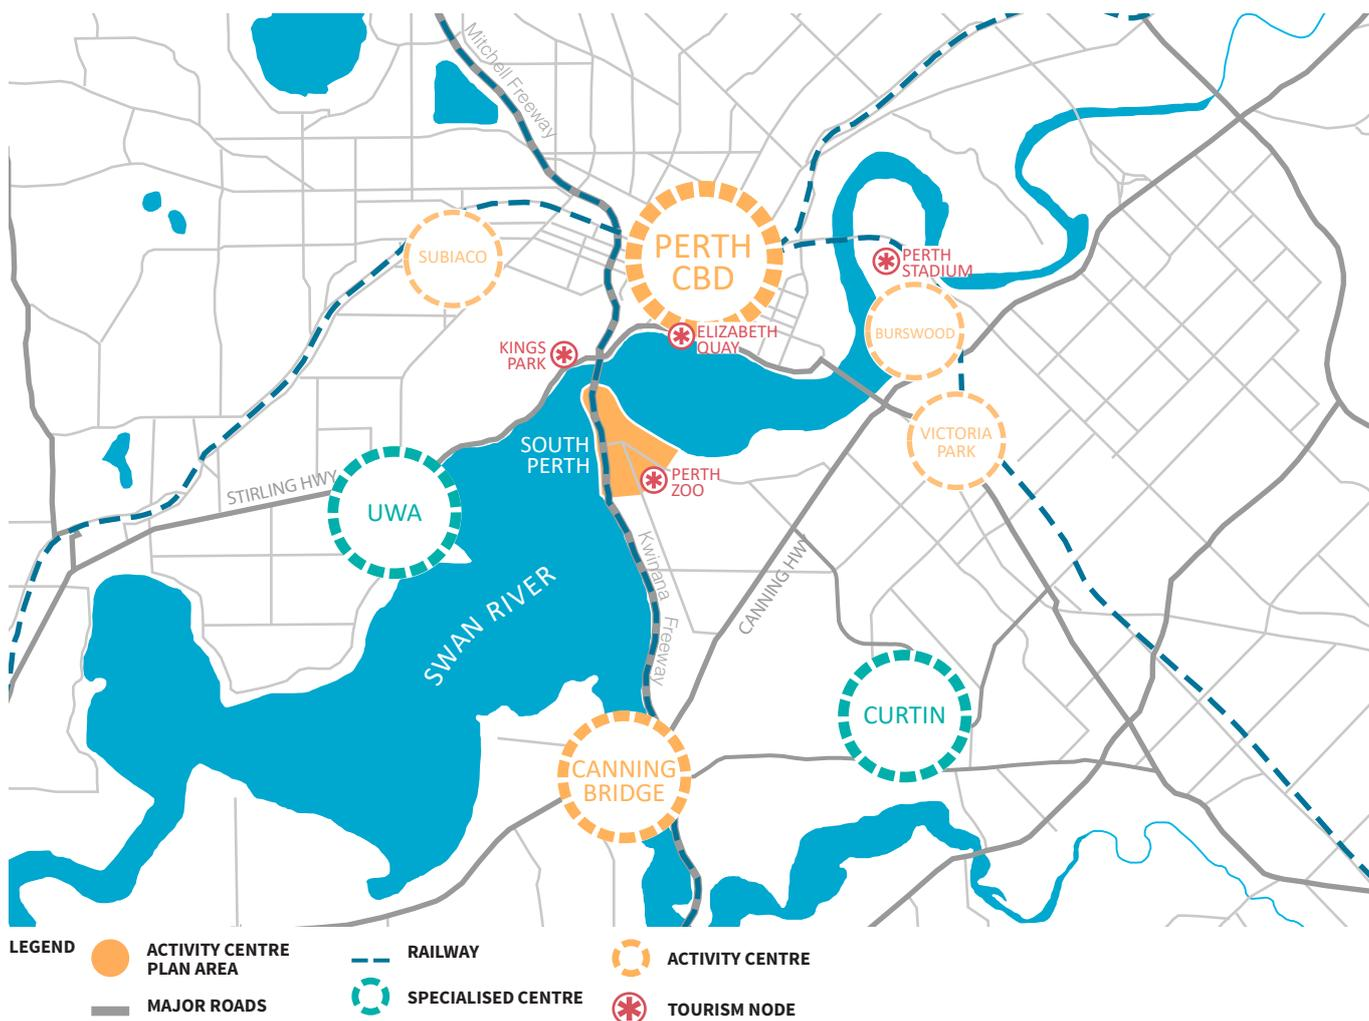 Mitchell Freeway
SUBIACO
PERTH
CBD
PERTH
STADIUM
BURSWOOD
ELIZABETH
QUAY
KINGS
PARK
VICTORIA
PARK
SOUTH
PERTH
PERTH
ZOO
STIRLING HWY
UWA
Kwinana
Freeway
CANNING HWY
SWAN RIVER
CURTIN
CANNING
BRIDGE
LEGEND
ACTIVITY CENTRE
PLAN AREA
RAILWAY
ACTIVITY CENTRE
MAJOR ROADS
SPECIALISED CENTRE
TOURISM NODE